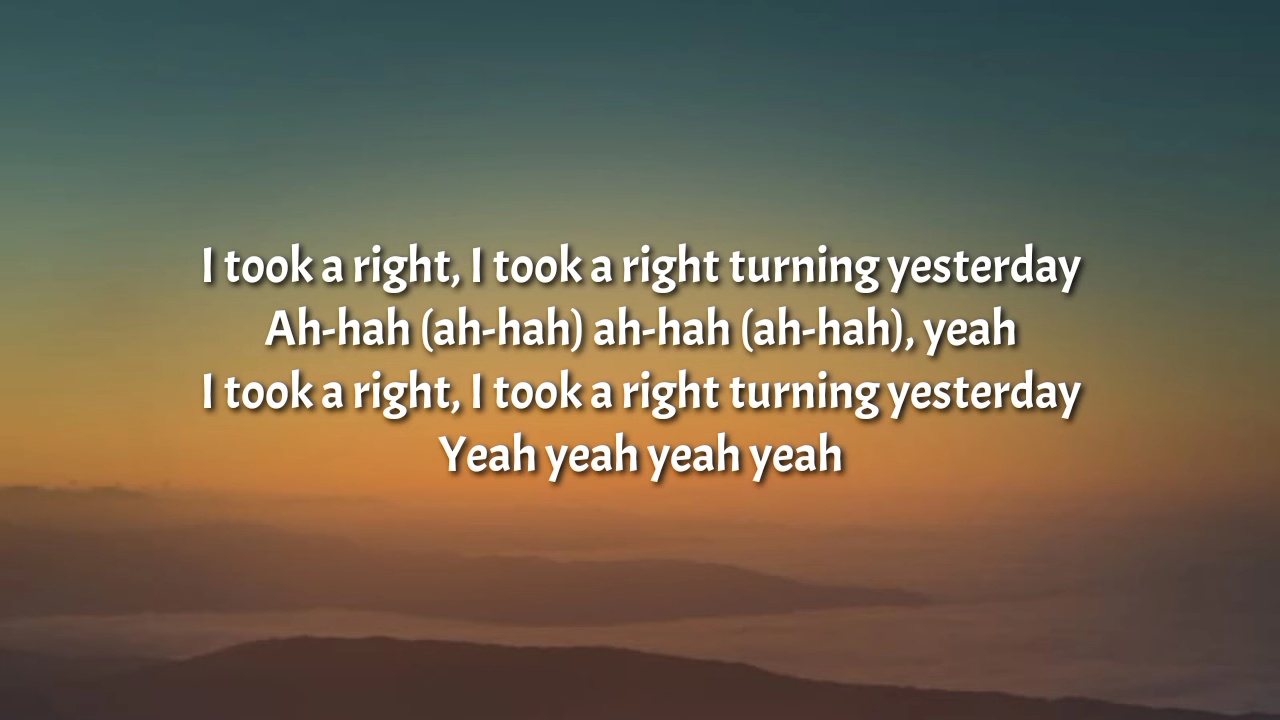 I took a right, I took a right turning yesterday
Ah-hah (ah-hah) ah-hah (ah-hah), yeah
I took a right, I took a right turning yesterday
Yeah yeah yeah yeah